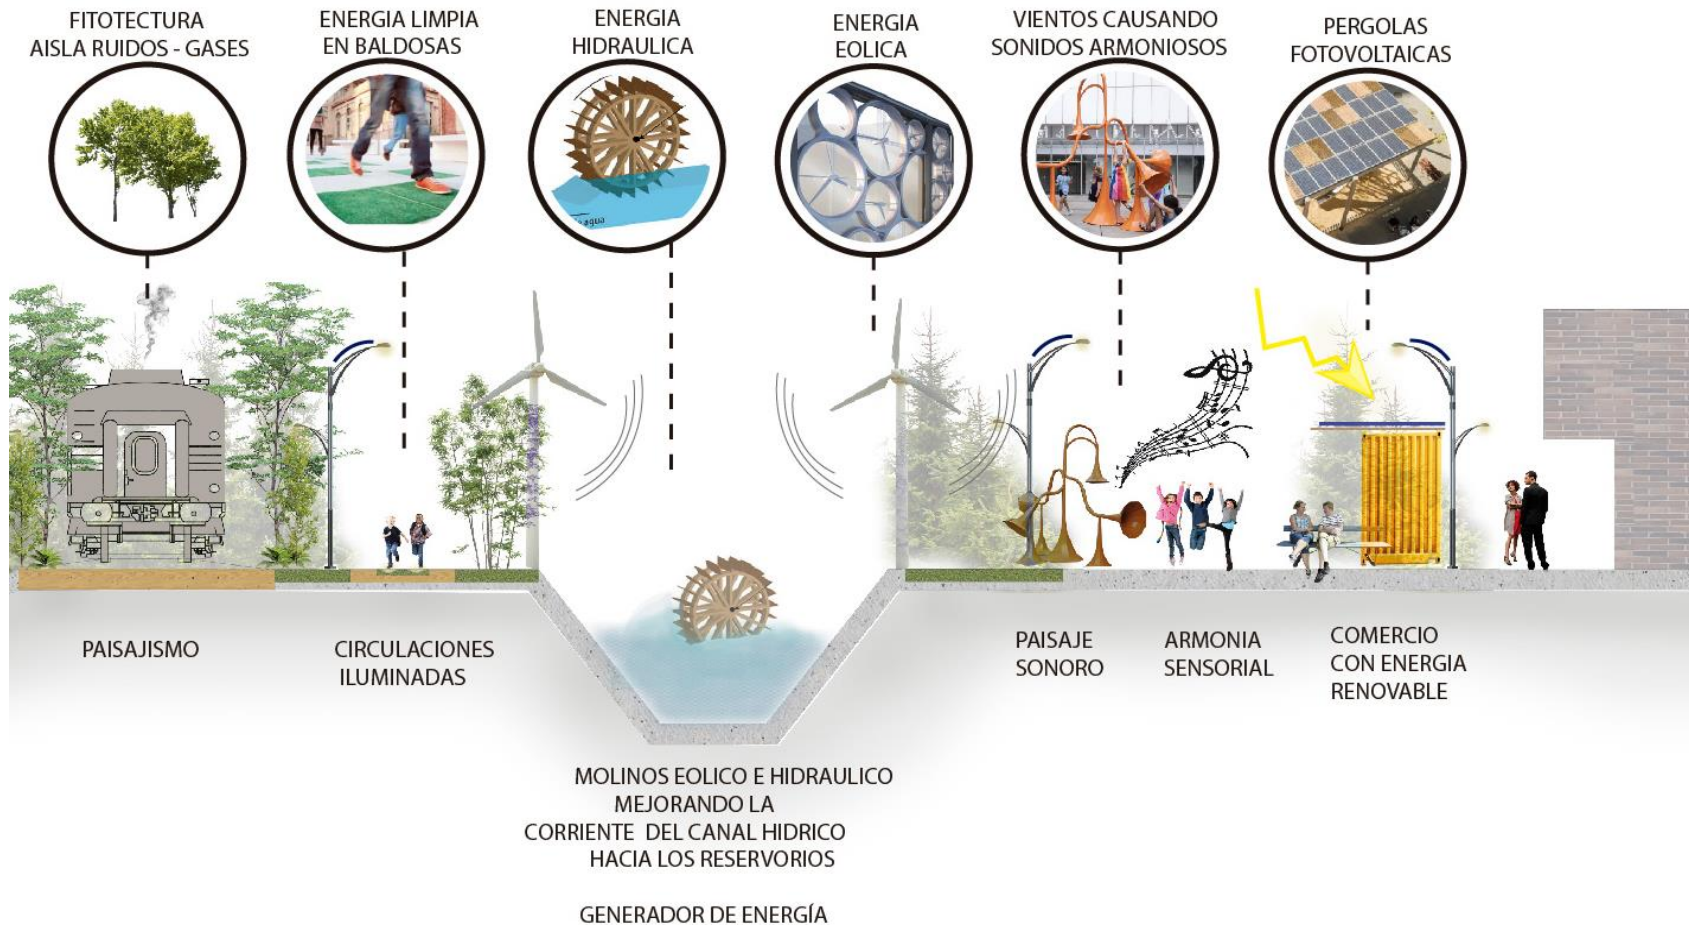 FITOTECTURA
AISLA RUIDOS - GASES
ENERGIA LIMPIA
EN BALDOSAS
ENERGIA
HIDRAULICA
ENERGIA
EOLICA
VIENTOS CAUSANDO
SONIDOS ARMONIOSOS
PERGOLAS
FOTOVOLTAICAS
agua
PAISAJISMO
CIRCULACIONES
ILUMINADAS
PAISAJE
SONORO
ARMONIA
SENSORIAL
COMERCIO
CON ENERGIA
RENOVABLE
MOLINOS EOLICO E HIDRAULICO
MEJORANDO LA
CORRIENTE DEL CANAL HIDRICO
HACIA LOS RESERVORIOS
GENERADOR DE ENERGÍA